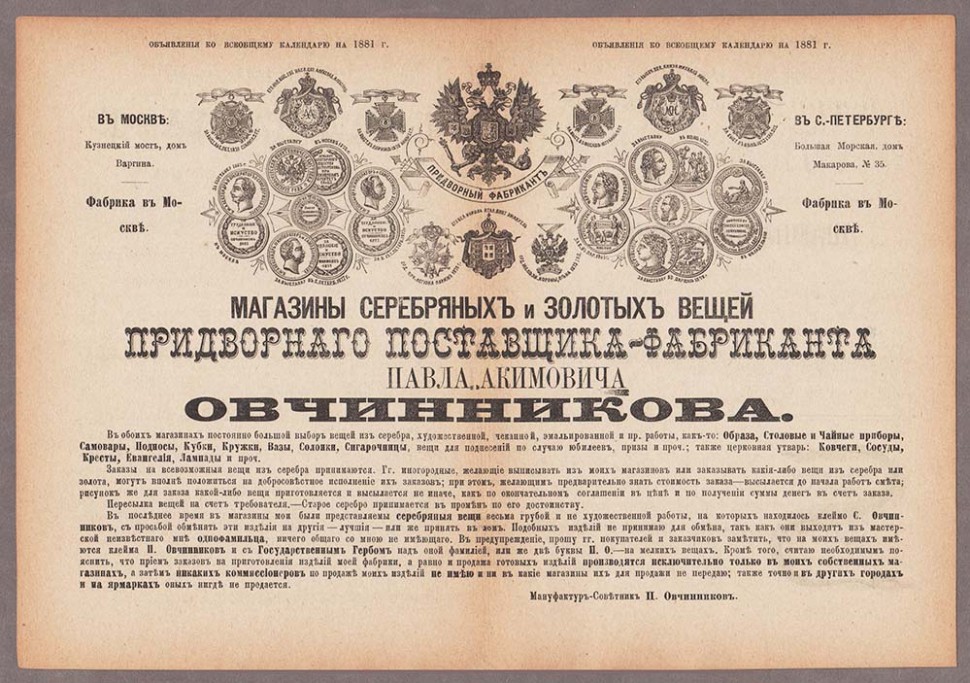 ОБЪЯВЛЕНІЯ КО ВСЕОБЩЕМУ КАЛЕНДАРЮ НА 1881 г.
ОБЪЯВЛЕНІЯ КО ВСЕОБЩЕМУ КАЛЕНДАРЮ НА 1881 г.
ВЪ МОСКВѢ:
Кузнецкій мостъ, домъ
Варгина.
Фабрика въ Мо-
сквѣ.
ПРИДВОРНЫЙ ФАБРИКАНТЪ
ВЪ С.-ПЕТЕРБУРГѢ:
Большая Морская, домъ
Макарова, № 35.
Фабрика въ Мо-
сквѣ.
МАГАЗИНЫ СЕРЕБРЯНЫХЪ и ЗОЛОТЫХЪ ВЕЩЕЙ
ПРИДВОРНАГО ПОСТАВЩИКА-ФАБРИКАНТА
ПАВЛА АКИМОВИЧА
ОВЧИННИКОВА.
Въ обоихъ магазинахъ постоянно большой выборъ вещей изъ серебра, художественной, чеканной, эмальированной и пр. работы, какъ-то: Образа, Столовые и Чайные приборы,
Самовары, Подносы, Кубки, Кружки, Вазы, Солонки, Сигарочницы, вещи для поднесеній по случаю юбилеевъ, призы и проч.; также церковная утварь: Ковчеги, Сосуды,
Кресты, Евангелія, Лампады и проч.
Заказы на всевозможныя вещи изъ серебра принимаются. Гг. иногородные, желающіе выписывать изъ моихъ магазиновъ или заказывать какія-либо вещи изъ серебра или
золота, могутъ вполнѣ положиться на добросовѣстное исполненіе ихъ заказовъ; при этомъ, желающимъ предварительно знать стоимость заказа—высылается до начала работъ смѣта;
рисунокъ же для заказа какой-либо вещи приготовляется и высылается не иначе, какъ по окончательномъ соглашеніи въ цѣнѣ и по полученіи суммы денегъ въ счетъ заказа.
Пересылка вещей на счетъ требователя.—Старое серебро принимается въ промѣнъ по его достоинству.
Въ послѣднее время въ магазины мои были представляемы серебряныя вещи весьма грубой и не художественной работы, на которыхъ находилось клеймо С. Овчин-
никовъ, съ просьбой обмѣнять эти издѣлія на другія—лучшія—или же принять въ ломъ. Подобныхъ издѣлій не принимаю для обмѣна, такъ какъ они выходятъ изъ мастер-
ской неизвѣстнаго мнѣ однофамильца, ничего общаго со мною не имѣющаго. Въ предупрежденіе, прошу гг. покупателей и заказчиковъ замѣтить, что на моихъ вещахъ имѣ-
ются клейма П. Овчинниковъ и съ Государственнымъ Гербомъ надъ оной фамиліей, или же двѣ буквы П. О.—на мелкихъ вещахъ. Кромѣ того, считаю необходимымъ по-
яснить, что пріемъ заказовъ на приготовленія издѣлій моей фабрики, а равно и продажа готовыхъ издѣлій производятся исключительно только въ моихъ собственныхъ ма-
газинахъ, а затѣмъ никакихъ коммиссіонеровъ по продажѣ моихъ издѣлій не имѣю и ни въ какіе магазины ихъ для продажи не передаю; также точно и въ другихъ городахъ
и на ярмаркахъ оныхъ нигдѣ не продается.
Мануфактуръ-Совѣтникъ П. Овчинниковъ.